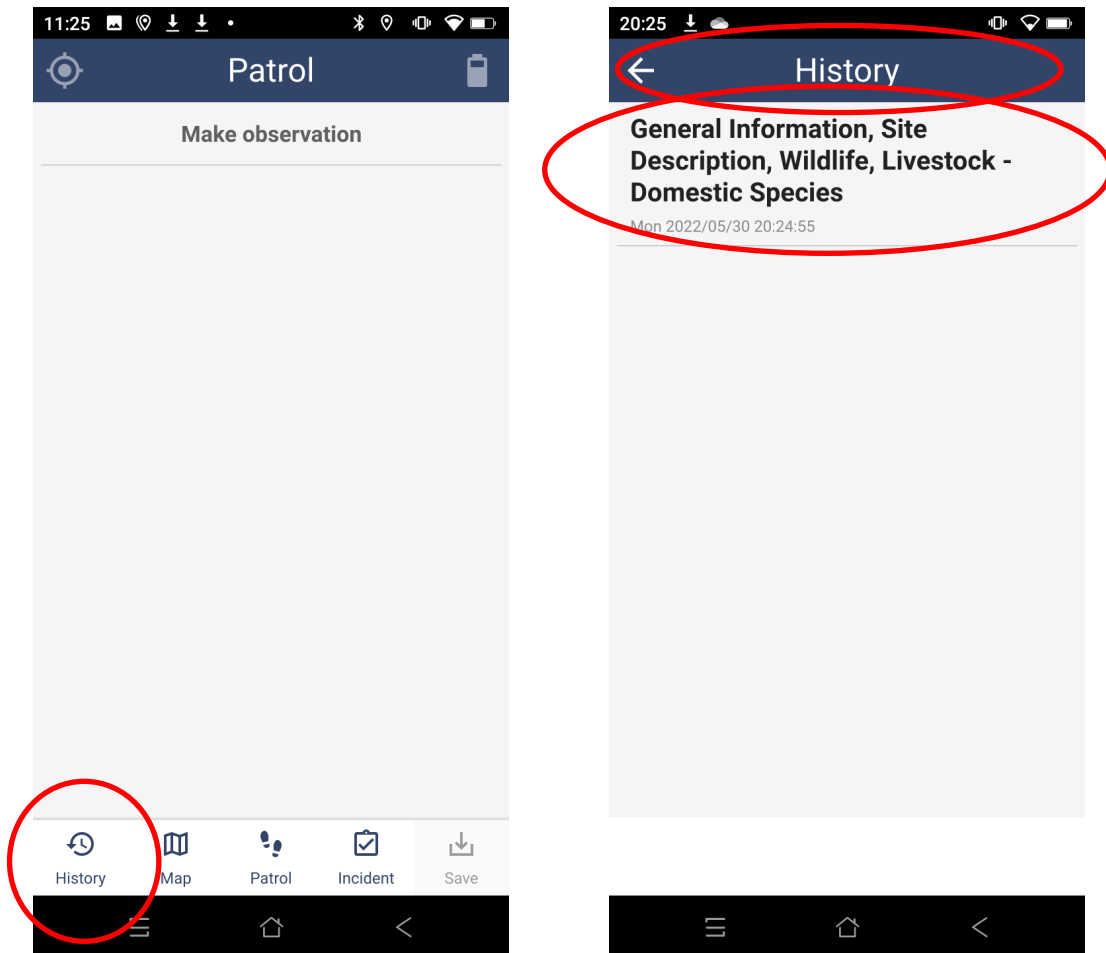 11:25
Patrol
Make observation
History
Map
Patrol
Incident
Save
20:25
History
General Information, Site
Description, Wildlife, Livestock -
Domestic Species
Mon 2022/05/30 20:24:55